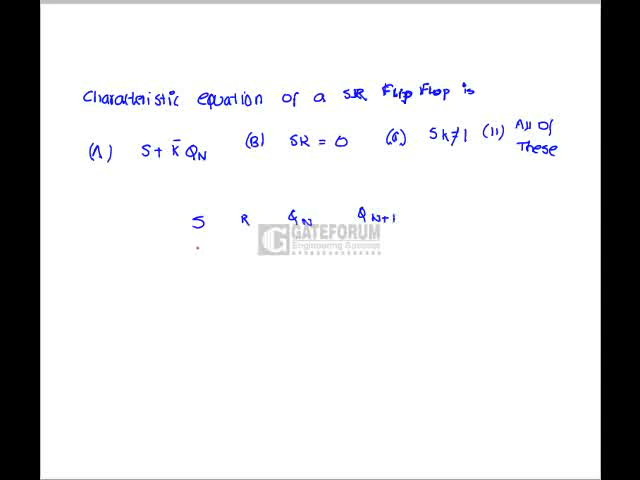 Characteristic equation of a SR Flip Flop is
(A) S + R̄ QN (B) SR = 0 (C) SR≠1 (D) All Of These
S R QN QN+1
GATEFORUM
Engineering Success